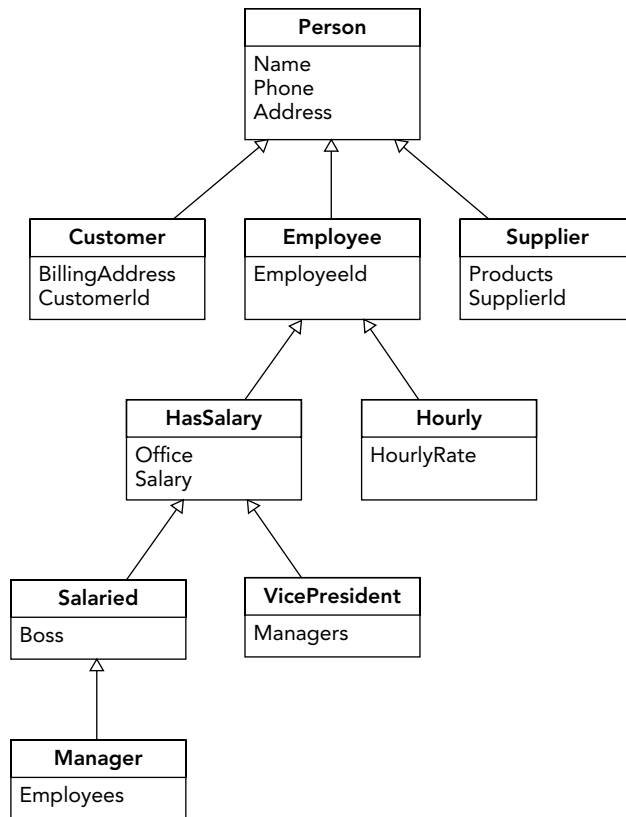 Person
Name
Phone
Address
Customer
BillingAddress
CustomerId
Employee
EmployeeId
Supplier
Products
SupplierId
HasSalary
Office
Salary
Hourly
HourlyRate
Salaried
Boss
VicePresident
Managers
Manager
Employees